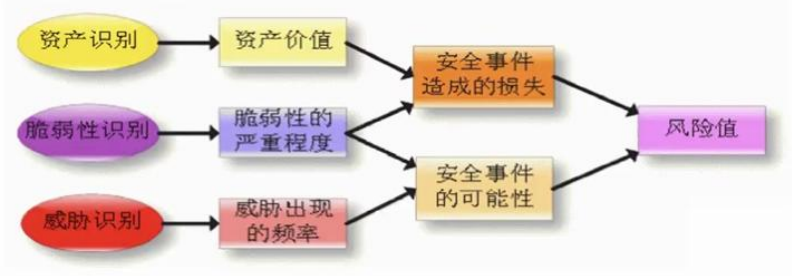 资产识别
资产价值
安全事件
造成的损失
脆弱性识别
脆弱性的
严重程度
风险值
安全事件
的可能性
威胁识别
威胁出现
的频率